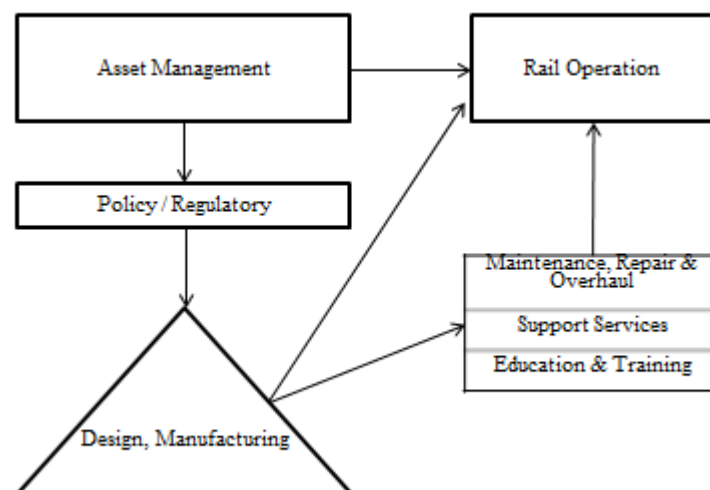 Asset Management
Rail Operation
Policy / Regulatory
Maintenance, Repair &
Overhaul
Support Services
Education & Training
Design, Manufacturing